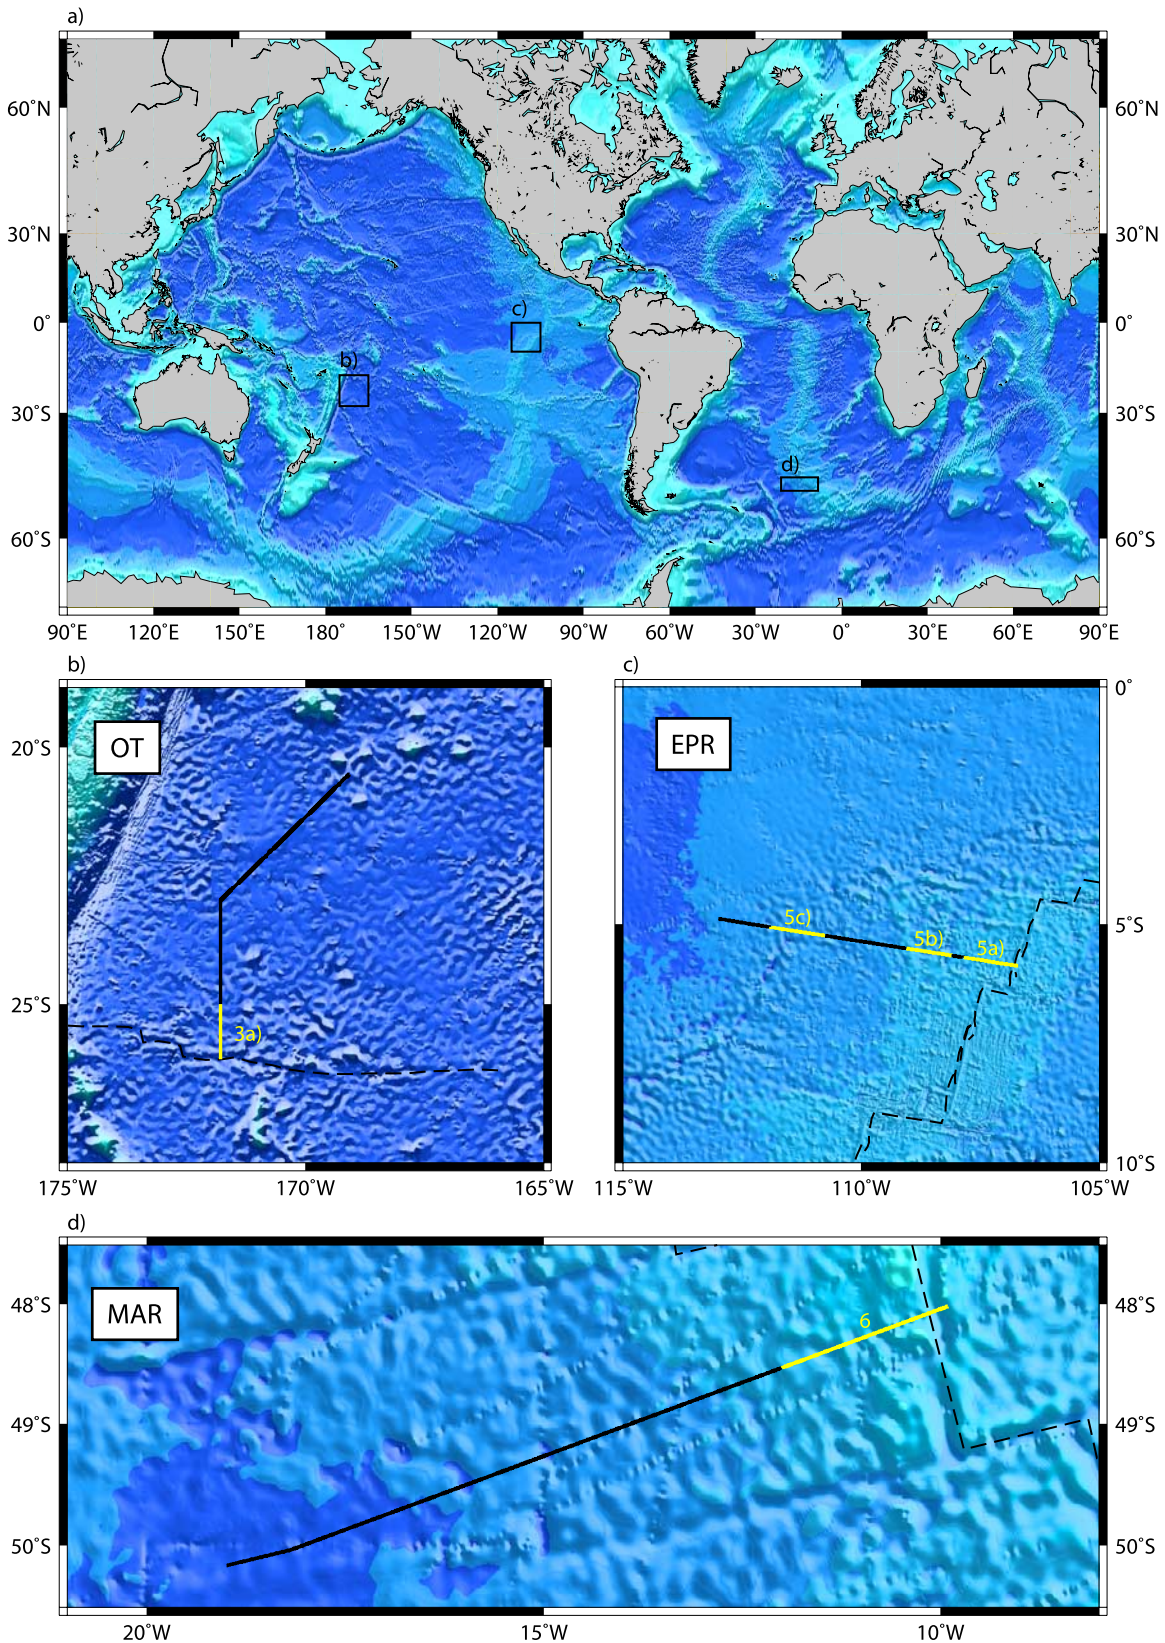 a)
60°N 60°N
30°N 30°N
c)
0° 0°
b)
30°S 30°S
d)
60°S 60°S
90°E 120°E 150°E 180° 150°W 120°W 90°W 60°W 30°W 0° 30°E 60°E 90°E
b) c)
0°
OT EPR
20°S
5c) 5b) 5a) 5°S
25°S
3a)
10°S
175°W 170°W 165°W 115°W 110°W 105°W
d)
48°S MAR 6 48°S
49°S 49°S
50°S 50°S
20°W 15°W 10°W